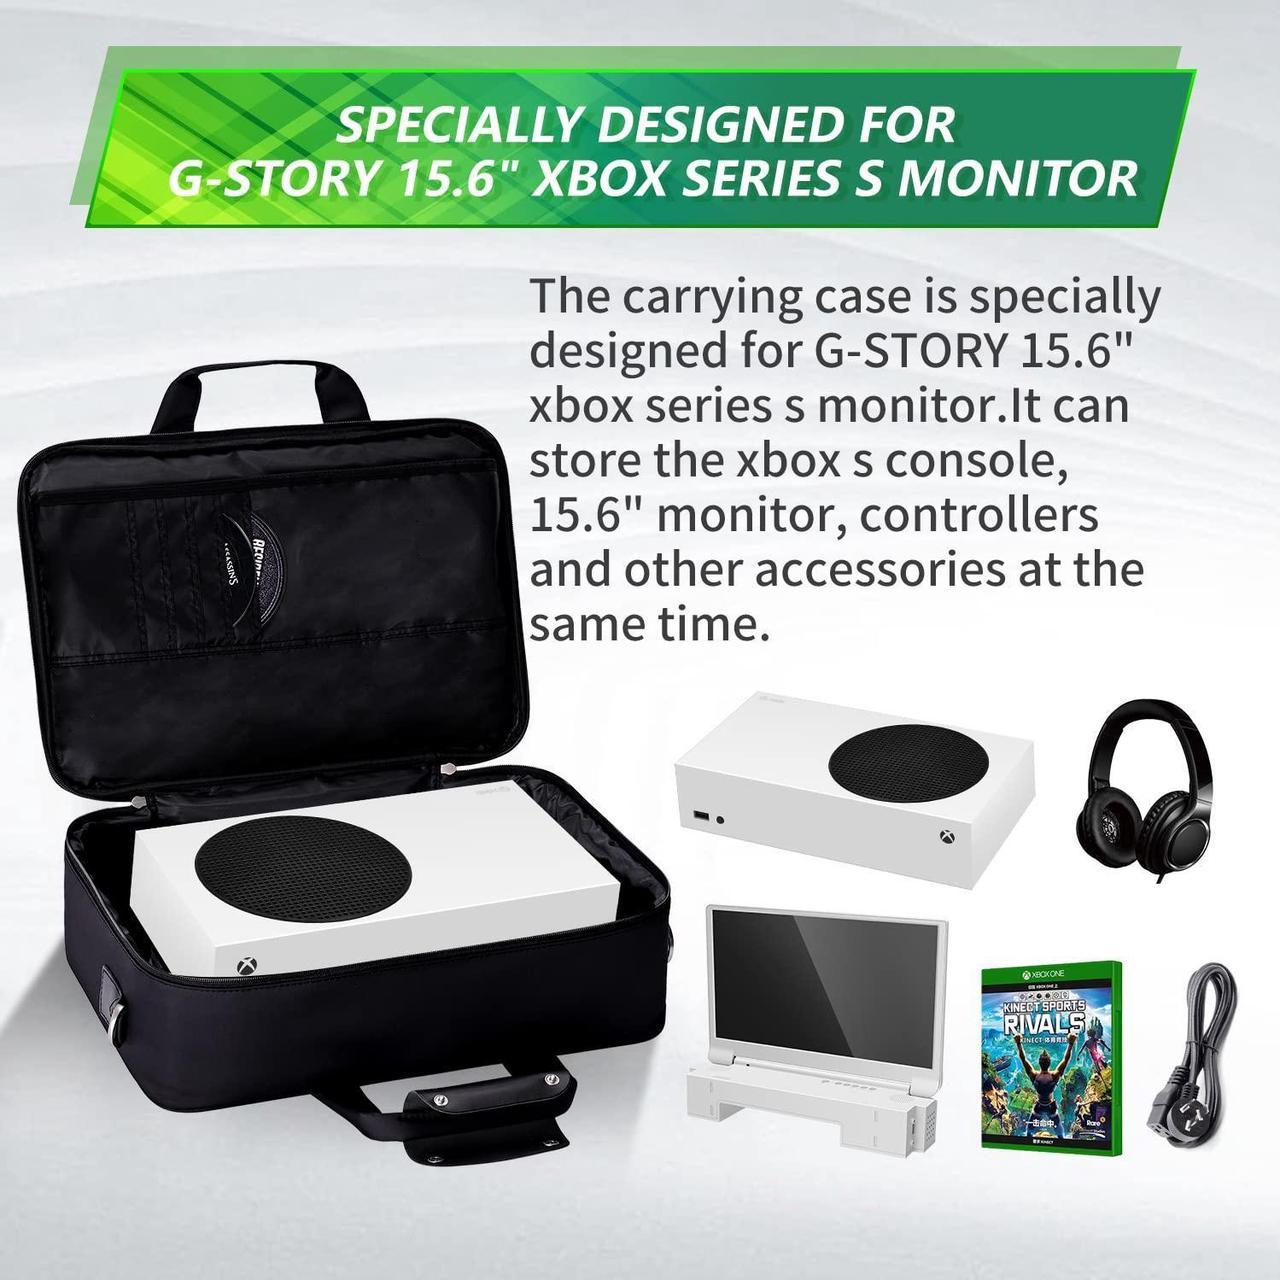 SPECIALLY DESIGNED FOR
G-STORY 15.6" XBOX SERIES S MONITOR
The carrying case is specially
designed for G-STORY 15.6"
xbox series s monitor.It can
store the xbox s console,
15.6" monitor, controllers
and other accessories at the
same time.
XBOX ONE
KINECT SPORTS
RIVALS
KINECT
Rare